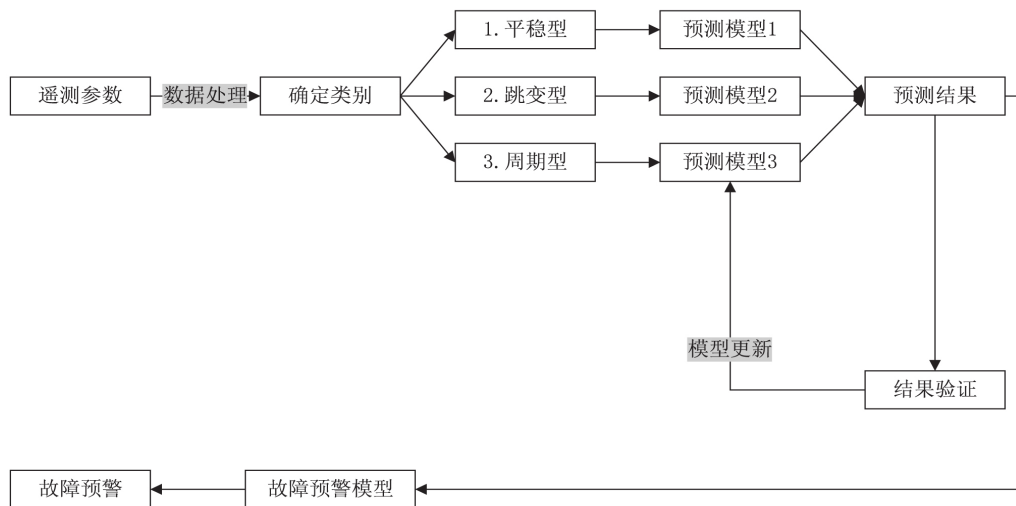 1.平稳型
预测模型1
遥测参数
数据处理
确定类别
2.跳变型
预测模型2
预测结果
3.周期型
预测模型3
模型更新
结果验证
故障预警
故障预警模型